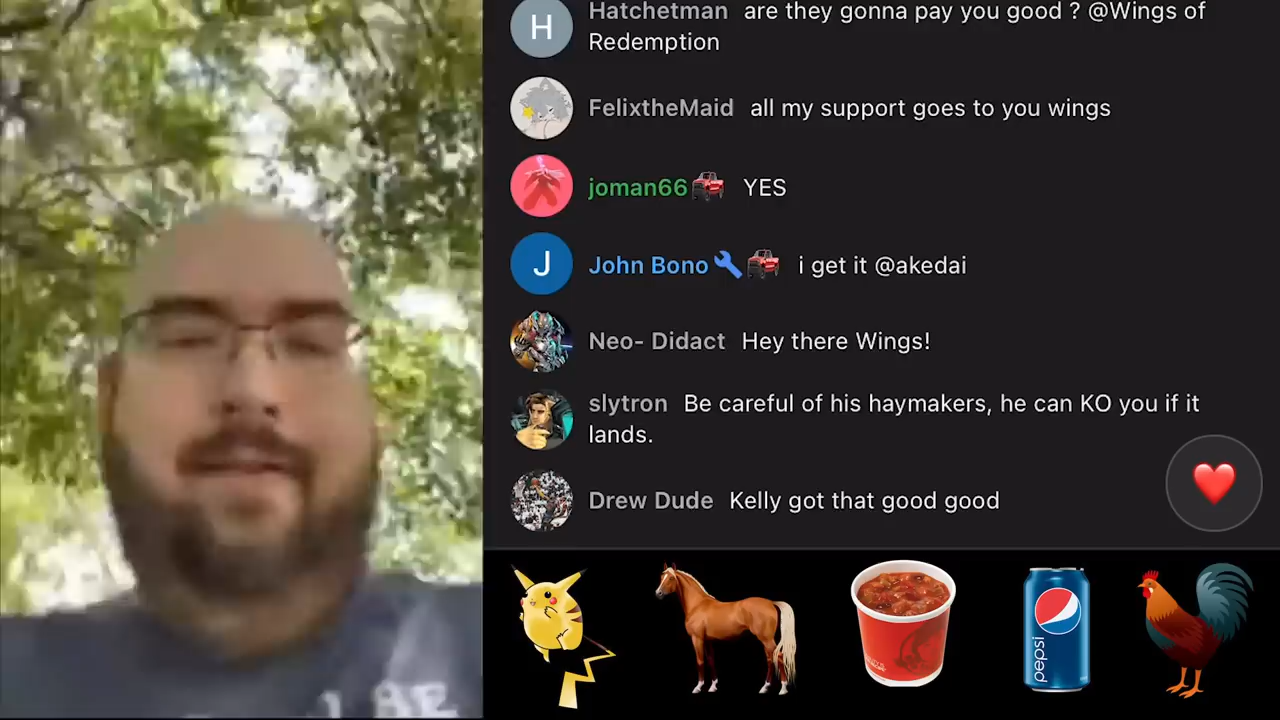 H
Hatchetman are they gonna pay you good ? @Wings of
Redemption
FelixtheMaid all my support goes to you wings
joman66 YES
J
John Bono i get it @akedai
Neo- Didact Hey there Wings!
slytron Be careful of his haymakers, he can KO you if it
lands.
Drew Dude Kelly got that good good
pepsi